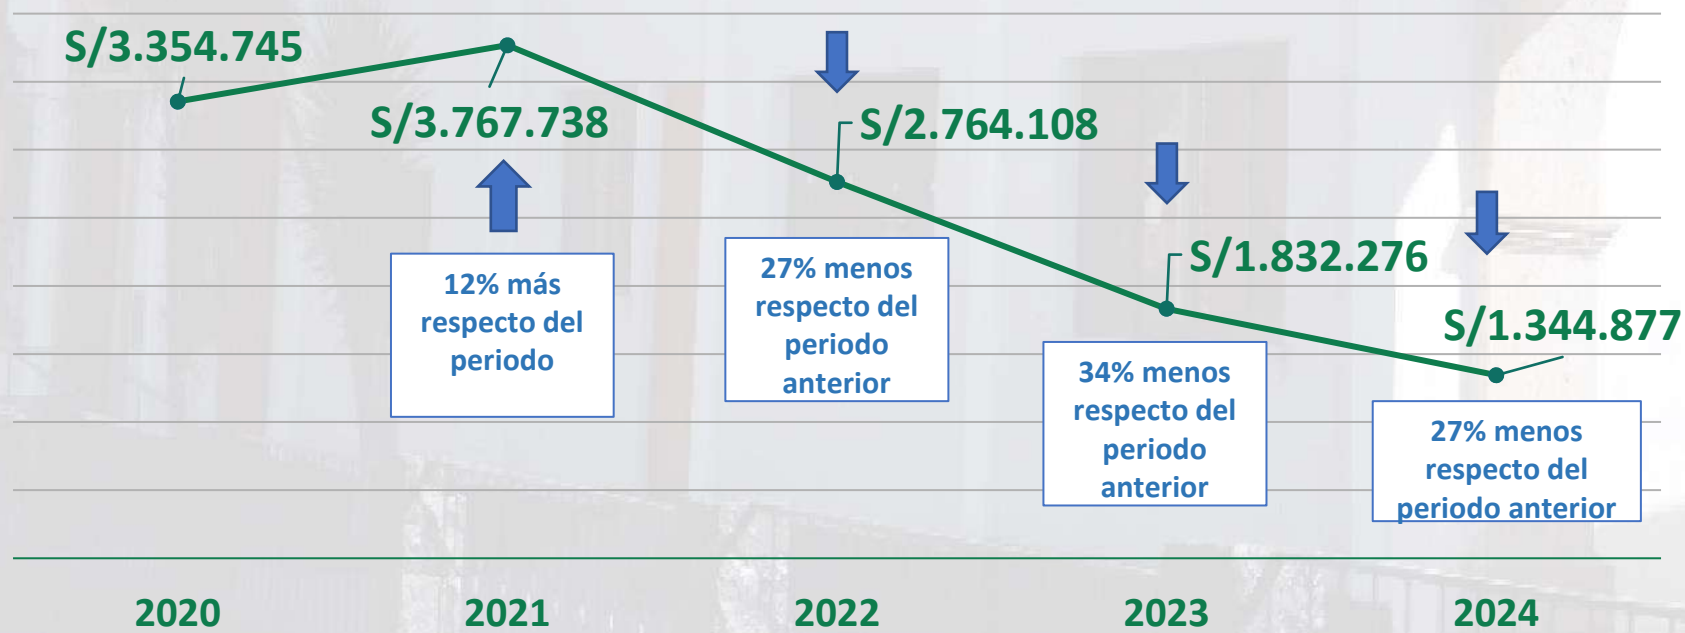 S/3.354.745
S/3.767.738
S/2.764.108
S/1.832.276
S/1.344.877
12% más
respecto del
periodo
27% menos
respecto del
periodo
anterior
34% menos
respecto del
periodo
anterior
27% menos
respecto del
periodo anterior
2020
2021
2022
2023
2024